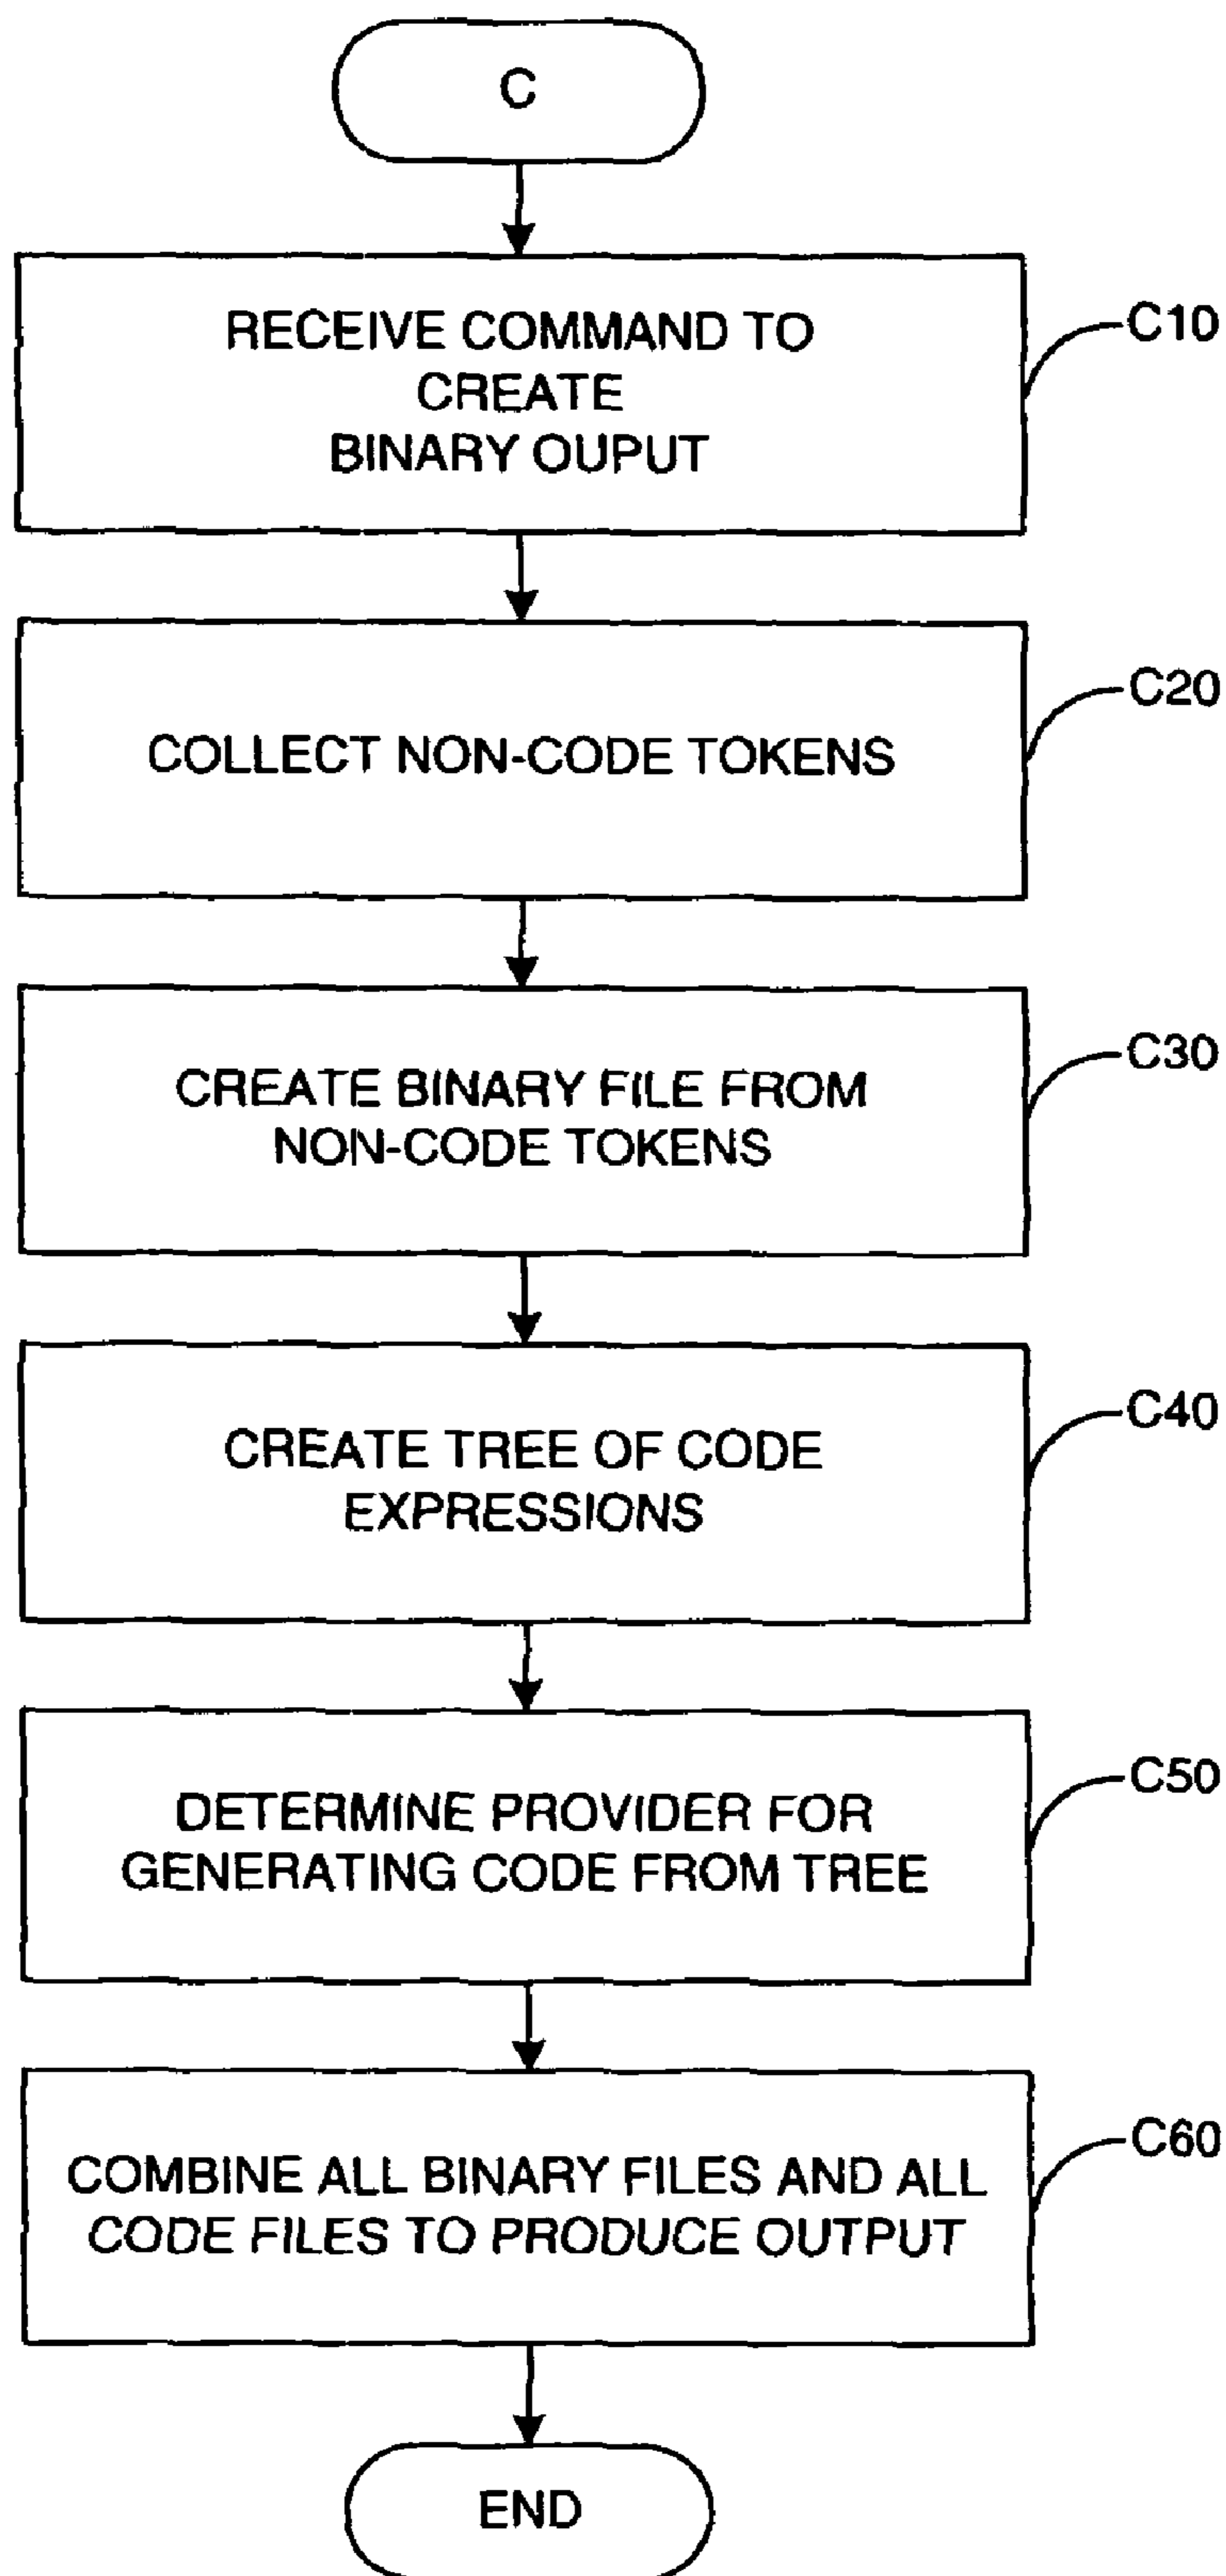 C
RECEIVE COMMAND TO
CREATE
BINARY OUPUT
C10
COLLECT NON-CODE TOKENS
C20
CREATE BINARY FILE FROM
NON-CODE TOKENS
C30
CREATE TREE OF CODE
EXPRESSIONS
C40
DETERMINE PROVIDER FOR
GENERATING CODE FROM TREE
C50
COMBINE ALL BINARY FILES AND ALL
CODE FILES TO PRODUCE OUTPUT
C60
END